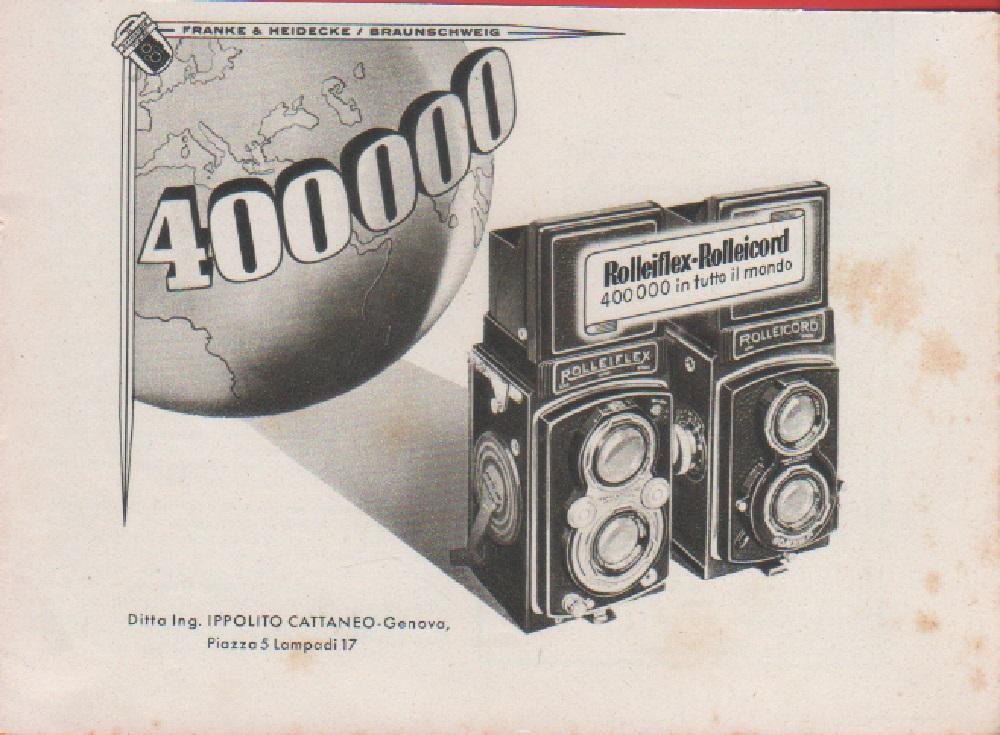 FRANKE & HEIDECKE / BRAUNSCHWEIG
400000
Rolleiflex-Rolleicord
400000 in tutto il mondo
ROLLEIFLEX
ROLLEICORD
Ditta Ing. IPPOLITO CATTANEO-Genova,
Piazza 5 Lampadi 17